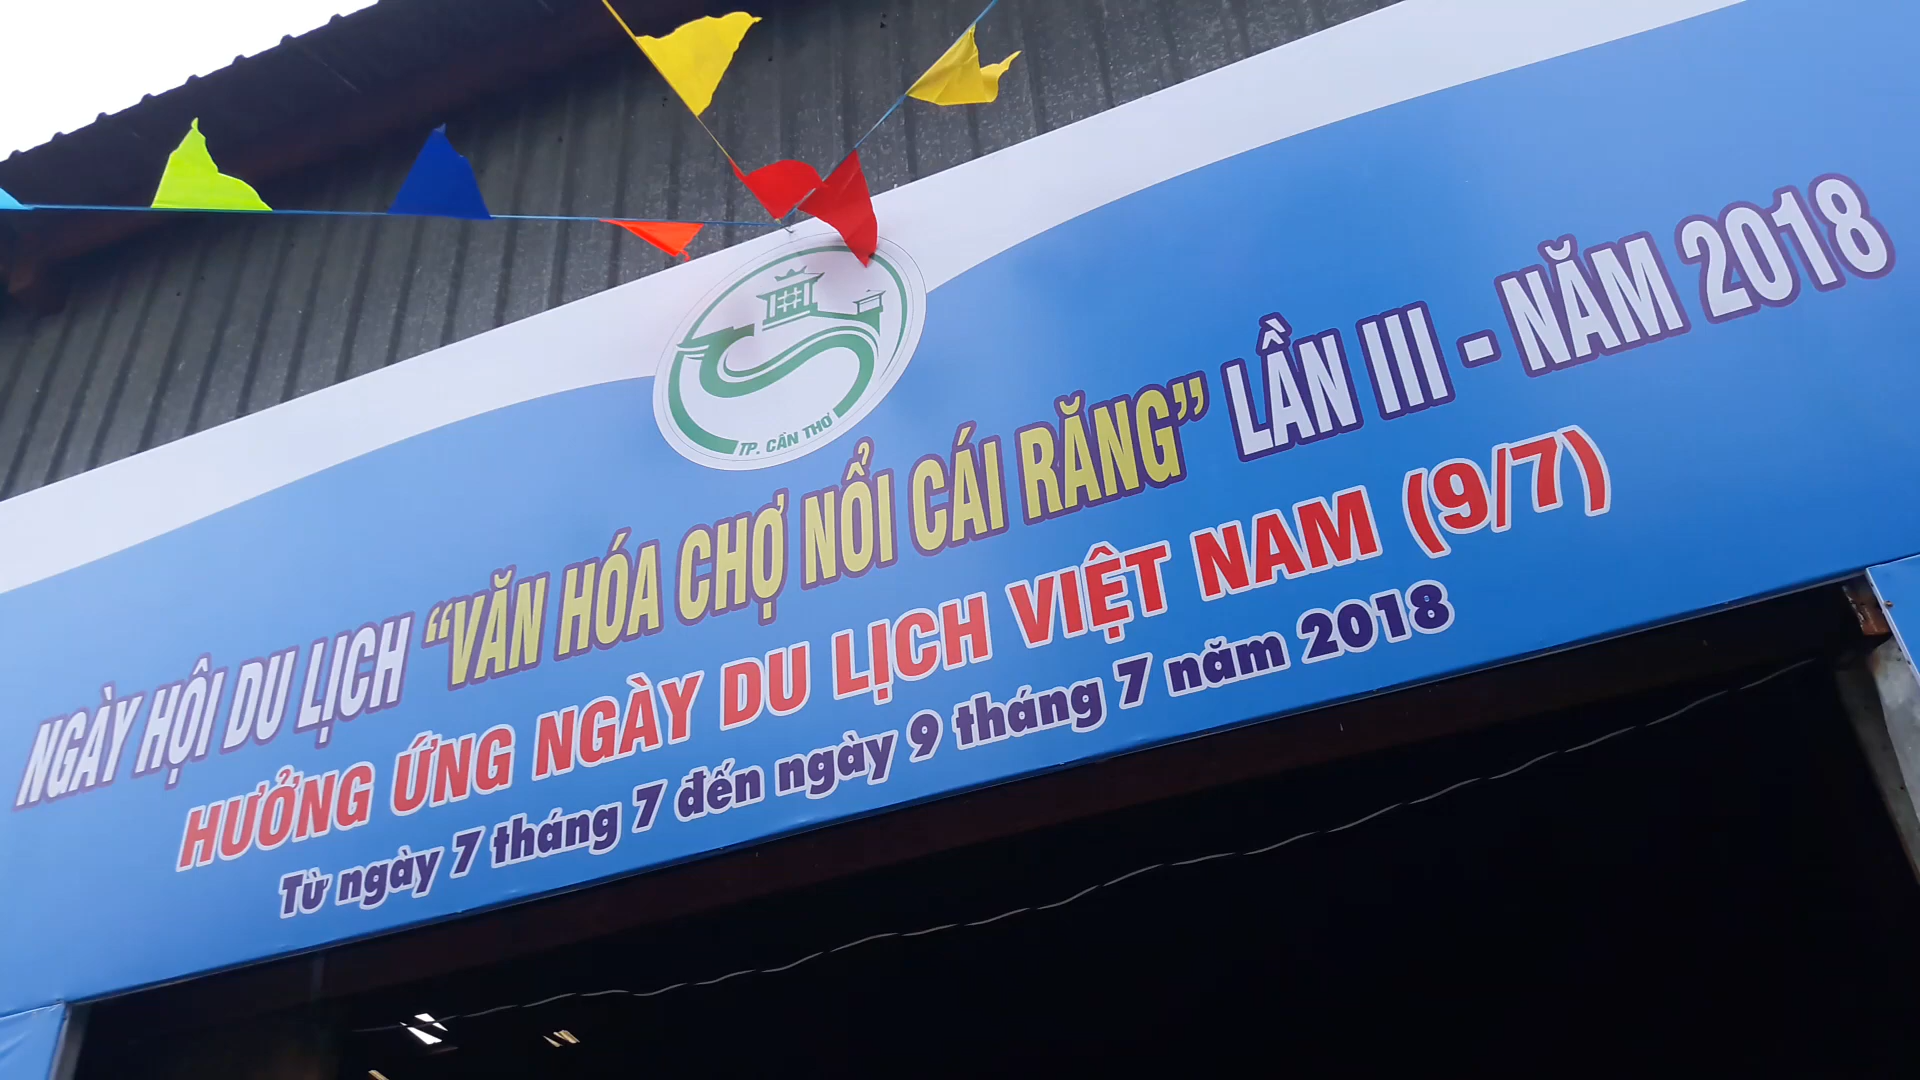 TP. CẦN THƠ
NGÀY HỘI DU LỊCH “VĂN HÓA CHỢ NỔI CÁI RĂNG” LẦN III - NĂM 2018
HƯỞNG ỨNG NGÀY DU LỊCH VIỆT NAM (9/7)
Từ ngày 7 tháng 7 đến ngày 9 tháng 7 năm 2018